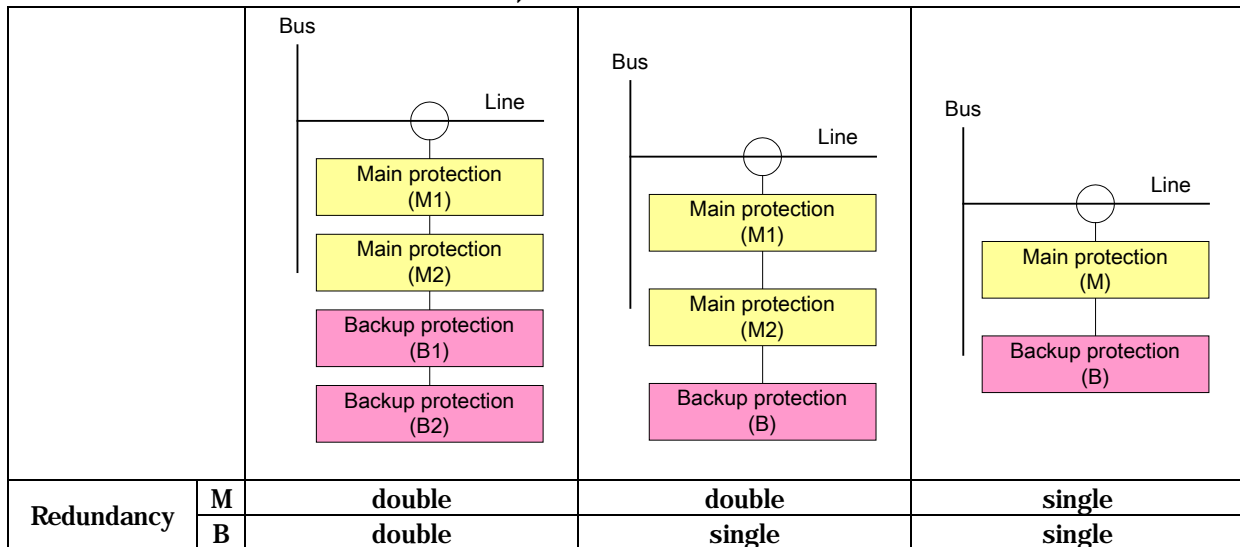 Bus
Line
Main protection
(M1)
Main protection
(M2)
Backup protection
(B1)
Backup protection
(B2)
Bus
Line
Main protection
(M1)
Main protection
(M2)
Backup protection
(B)
Bus
Line
Main protection
(M)
Backup protection
(B)
Redundancy
M double double single
B double single single